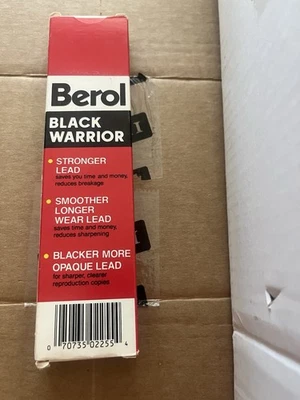 Berol
BLACK
WARRIOR
• STRONGER
LEAD
saves you time and money,
reduces breakage
• SMOOTHER
LONGER
WEAR LEAD
saves time and money,
reduces sharpening
• BLACKER MORE
OPAQUE LEAD
for sharper, clearer
reproduction copies
0 70735 02255 4